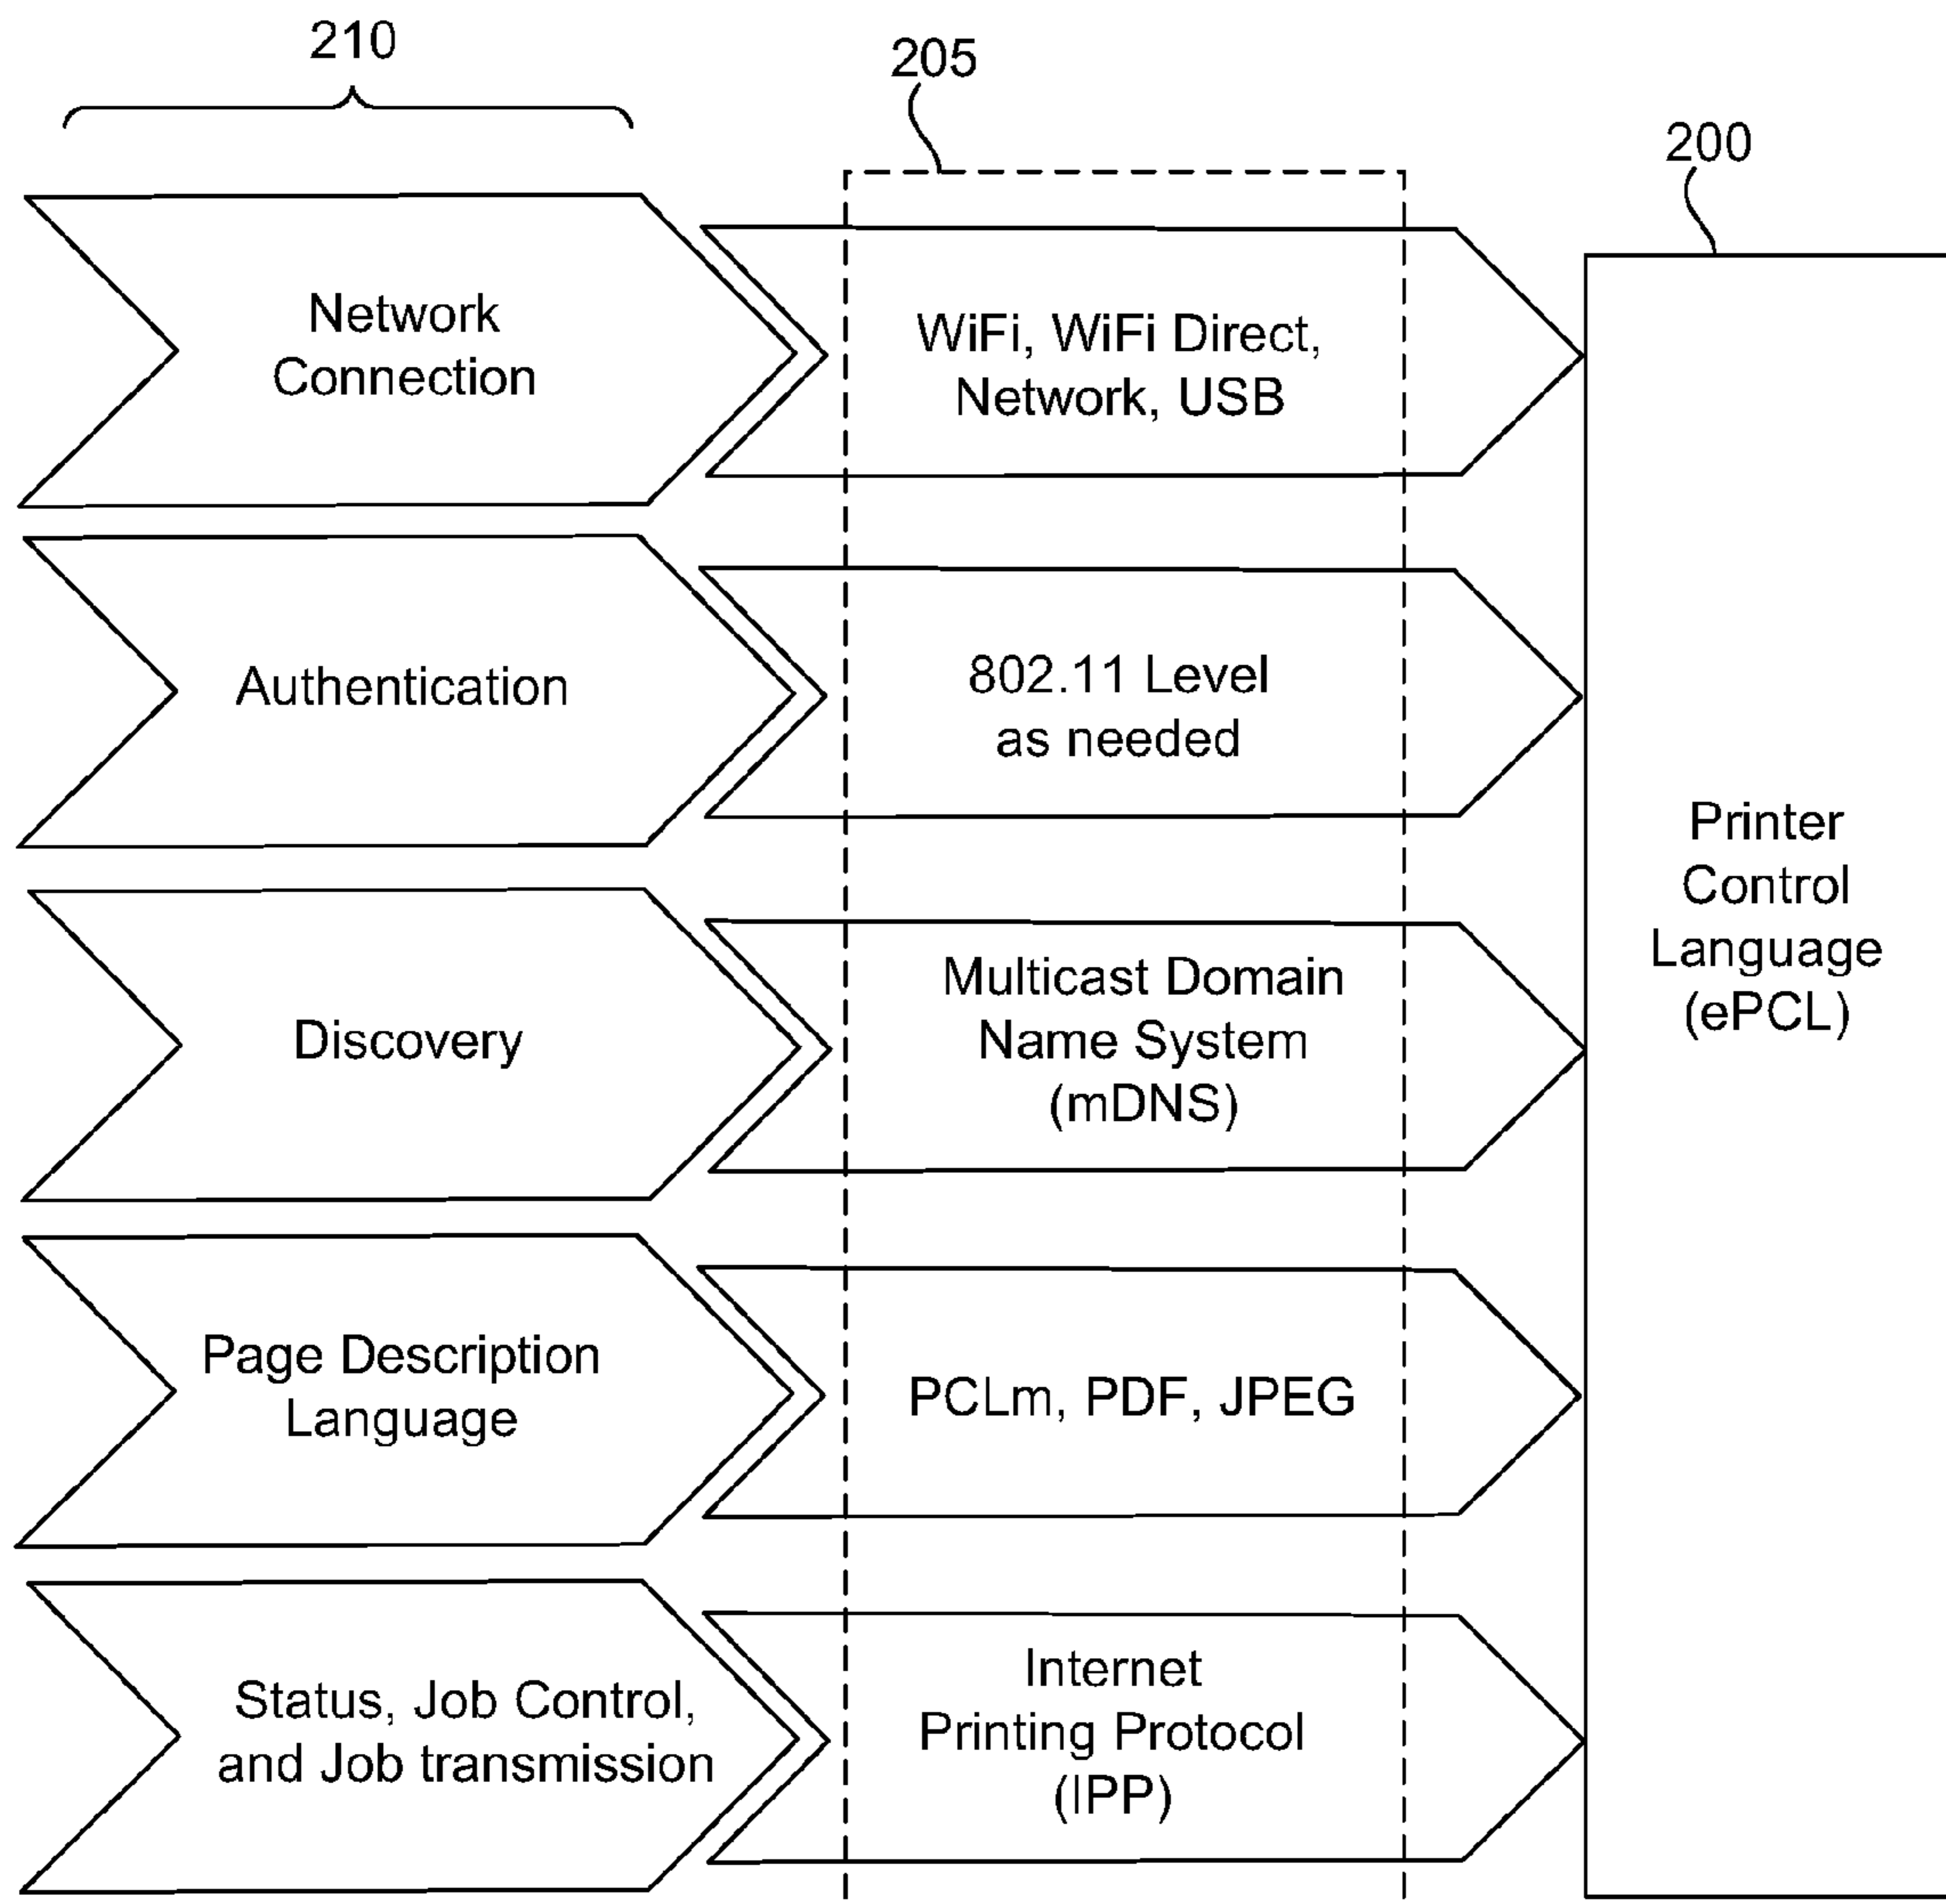 210
205
200
Network
Connection
WiFi, WiFi Direct,
Network, USB
Authentication
802.11 Level
as needed
Discovery
Multicast Domain
Name System
(mDNS)
Page Description
Language
PCLm, PDF, JPEG
Status, Job Control,
and Job transmission
Internet
Printing Protocol
(IPP)
Printer
Control
Language
(ePCL)